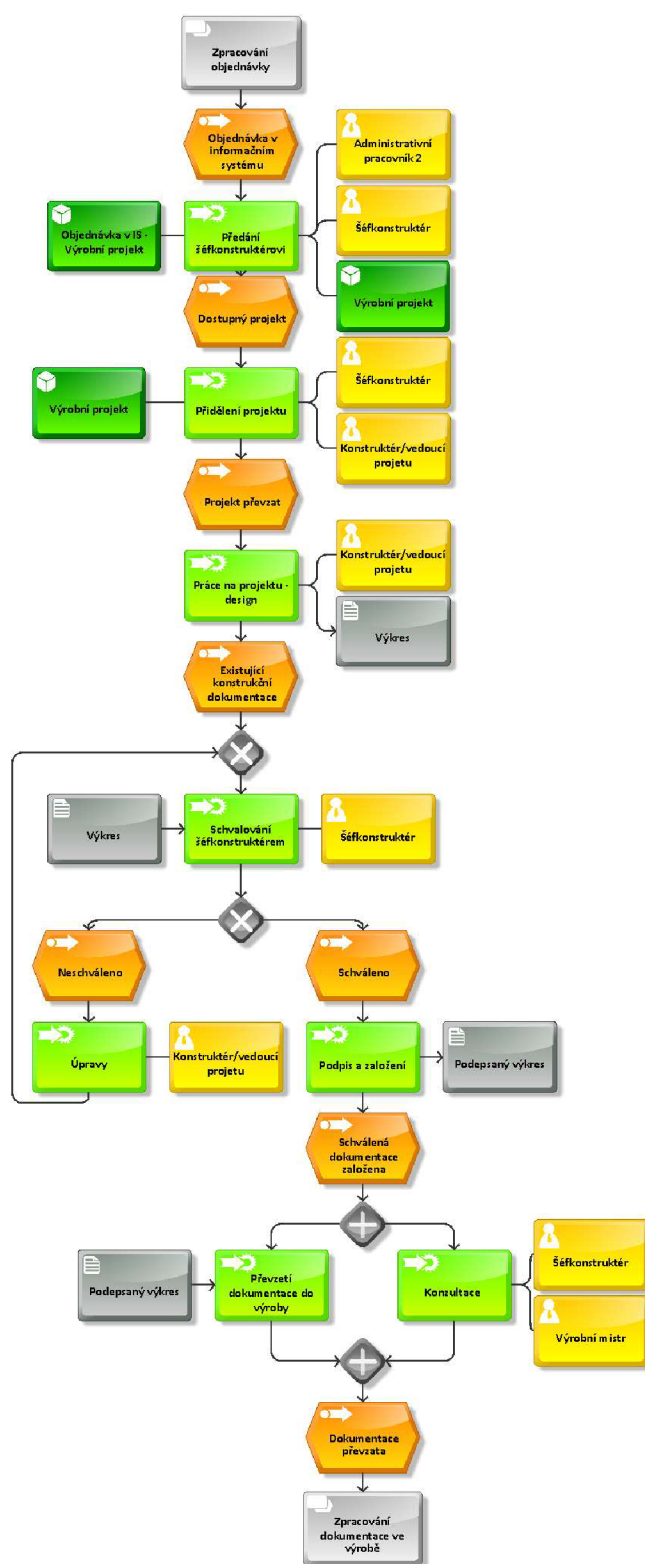 Zpracování
objednávky
Objednávka v
informačním
systému
Administrativní
pracovník 2
Objednávka v IS -
Výrobní projekt
Předání
šéfkonstruktérovi
Šéfkonstruktér
Výrobní projekt
Dostupný projekt
Výrobní projekt
Přidělení projektu
Šéfkonstruktér
Konstruktér/vedoucí
projetu
Projekt převzat
Práce na projektu -
design
Konstruktér/vedoucí
projetu
Výkres
Existující
konstrukční
dokumentace
Výkres
Schvalování
šéfkonstruktérem
Šéfkonstruktér
Neschváleno
Schváleno
Úpravy
Konstruktér/vedoucí
projetu
Podpis a založení
Podepsaný výkres
Schválená
dokumentace
založena
Podepsaný výkres
Převzetí
dokumentace do
výroby
Konzultace
Šéfkonstruktér
Výrobní mistr
Dokumentace
převzata
Zpracování
dokumentace ve
výrobě